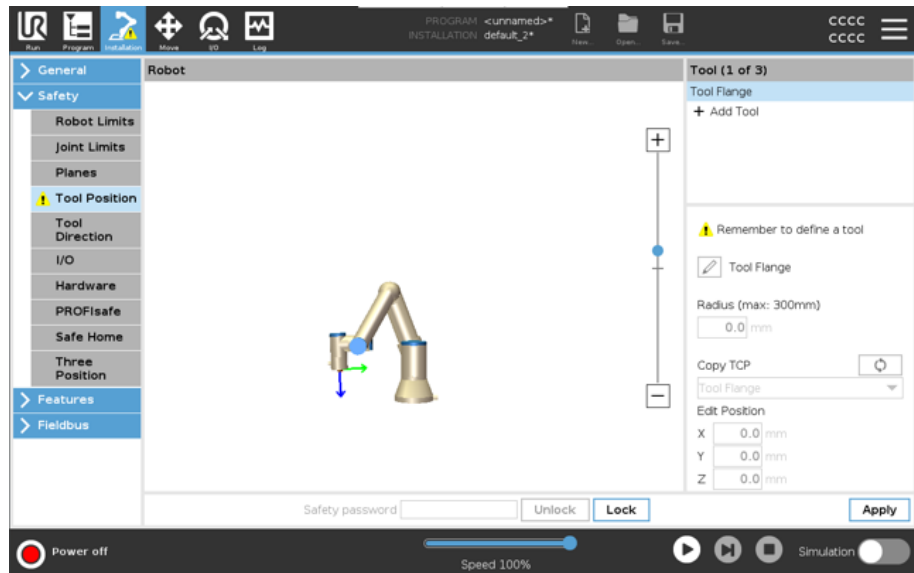 PROGRAM <unnamed>*
INSTALLATION default_2*
UR
Run
Program
Installation
Move
I/O
Log
New...
Open...
Save...
CCCC
CCCC
General
Safety
Robot Limits
Joint Limits
Planes
Tool Position
Tool
Direction
I/O
Hardware
PROFIsafe
Safe Home
Three
Position
Features
Fieldbus
Robot
+
−
Safety password
Unlock
Lock
Tool (1 of 3)
Tool Flange
+ Add Tool
Remember to define a tool
Tool Flange
Radius (max: 300mm)
0.0 mm
Copy TCP
Tool Flange
Edit Position
X 0.0 mm
Y 0.0 mm
Z 0.0 mm
Apply
Power off
Speed 100%
Simulation